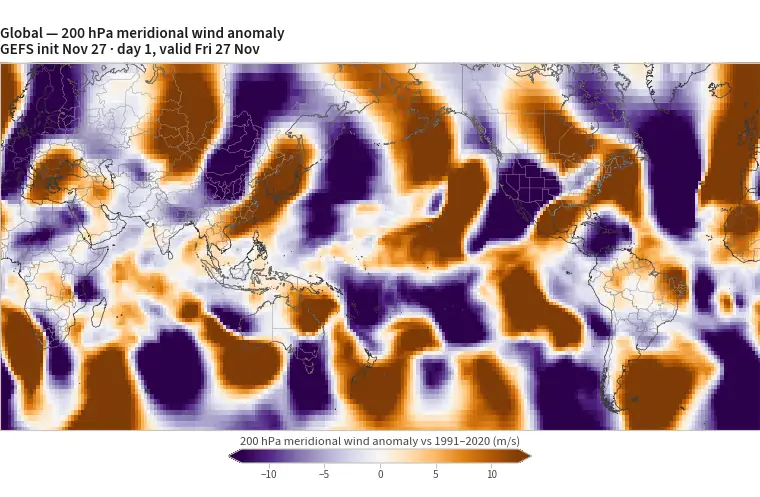 Global — 200 hPa meridional wind anomaly
GEFS init Nov 27 · day 1, valid Fri 27 Nov
200 hPa meridional wind anomaly vs 1991–2020 (m/s)
−10 −5 0 5 10